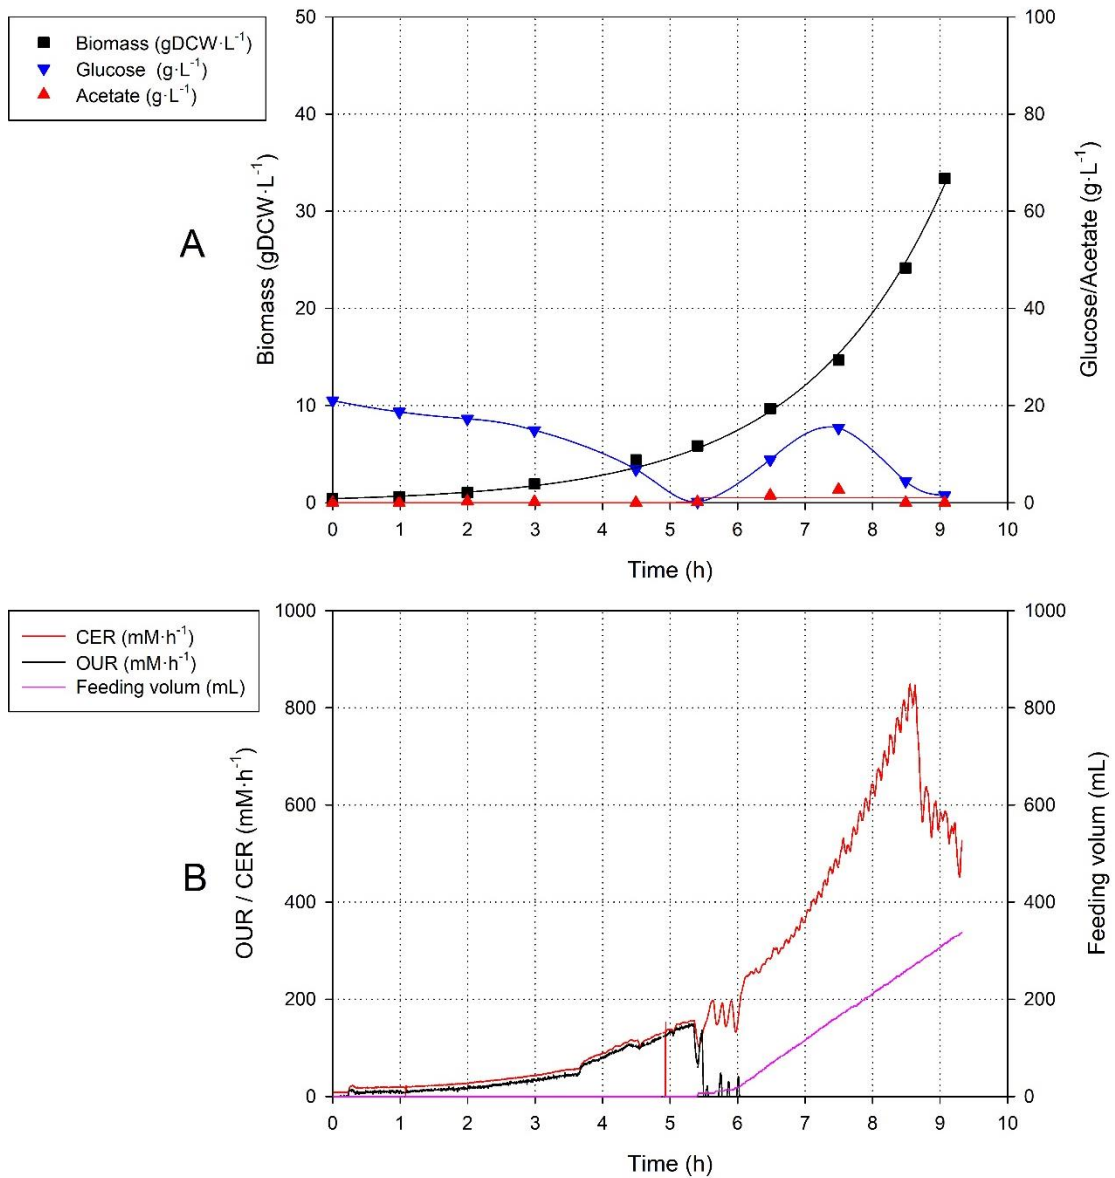 Biomass (gDCW·L⁻¹)
Glucose (g·L⁻¹)
Acetate (g·L⁻¹)
A
Biomass (gDCW·L⁻¹)
50
40
30
20
10
0
100
80
60
40
20
0
Glucose/Acetate (g·L⁻¹)
0 1 2 3 4 5 6 7 8 9 10
Time (h)
CER (mM·h⁻¹)
OUR (mM·h⁻¹)
Feeding volum (mL)
B
OUR / CER (mM·h⁻¹)
1000
800
600
400
200
0
1000
800
600
400
200
0
Feeding volum (mL)
0 1 2 3 4 5 6 7 8 9 10
Time (h)